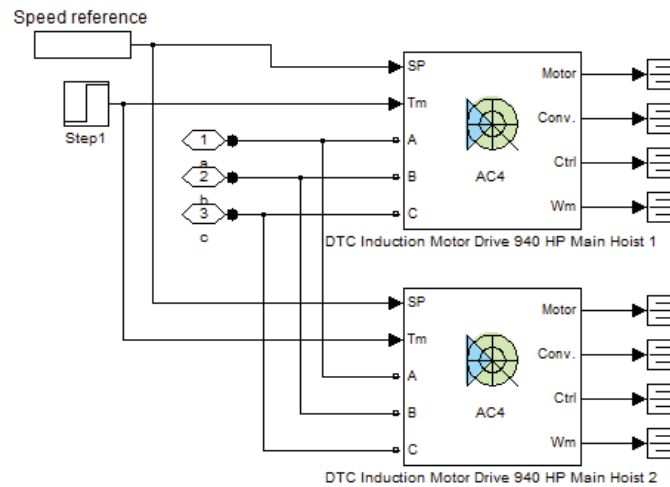 Speed reference
Step1
SP
Tm
A
B
C
Motor
Conv.
Ctrl
Wm
AC4
1
a
2
b
3
c
DTC Induction Motor Drive 940 HP Main Hoist 1
SP
Tm
A
B
C
Motor
Conv.
Ctrl
Wm
AC4
DTC Induction Motor Drive 940 HP Main Hoist 2